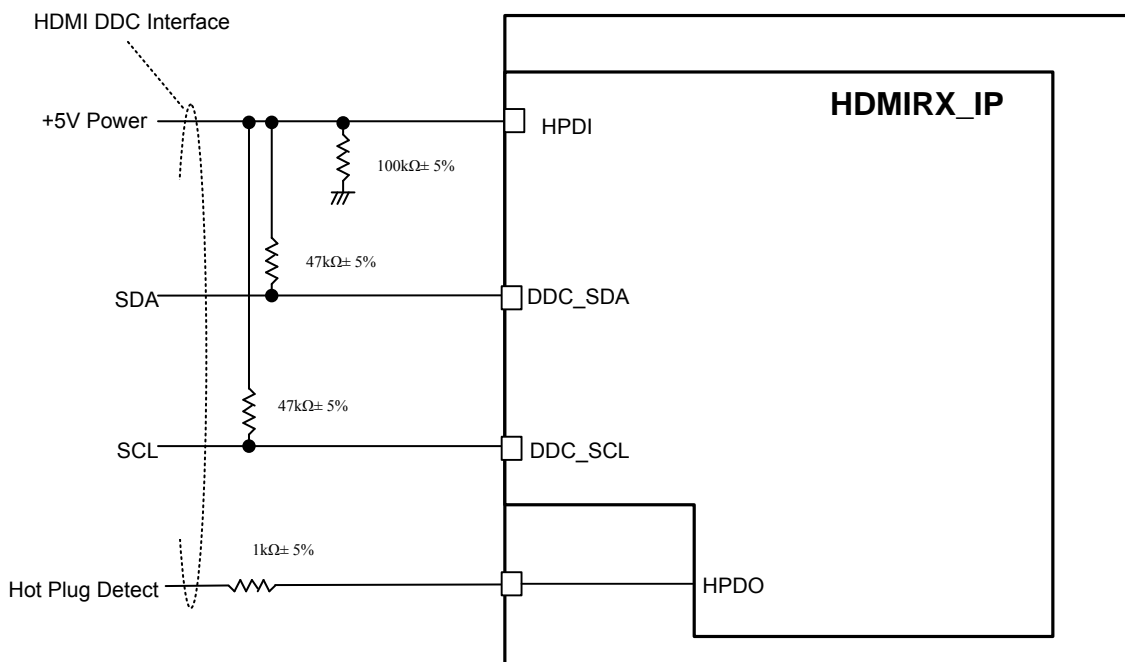 HDMI DDC Interface
HDMIRX_IP
+5V Power
HPDI
100kΩ± 5%
47kΩ± 5%
SDA
DDC_SDA
47kΩ± 5%
SCL
DDC_SCL
1kΩ± 5%
Hot Plug Detect
HPDO